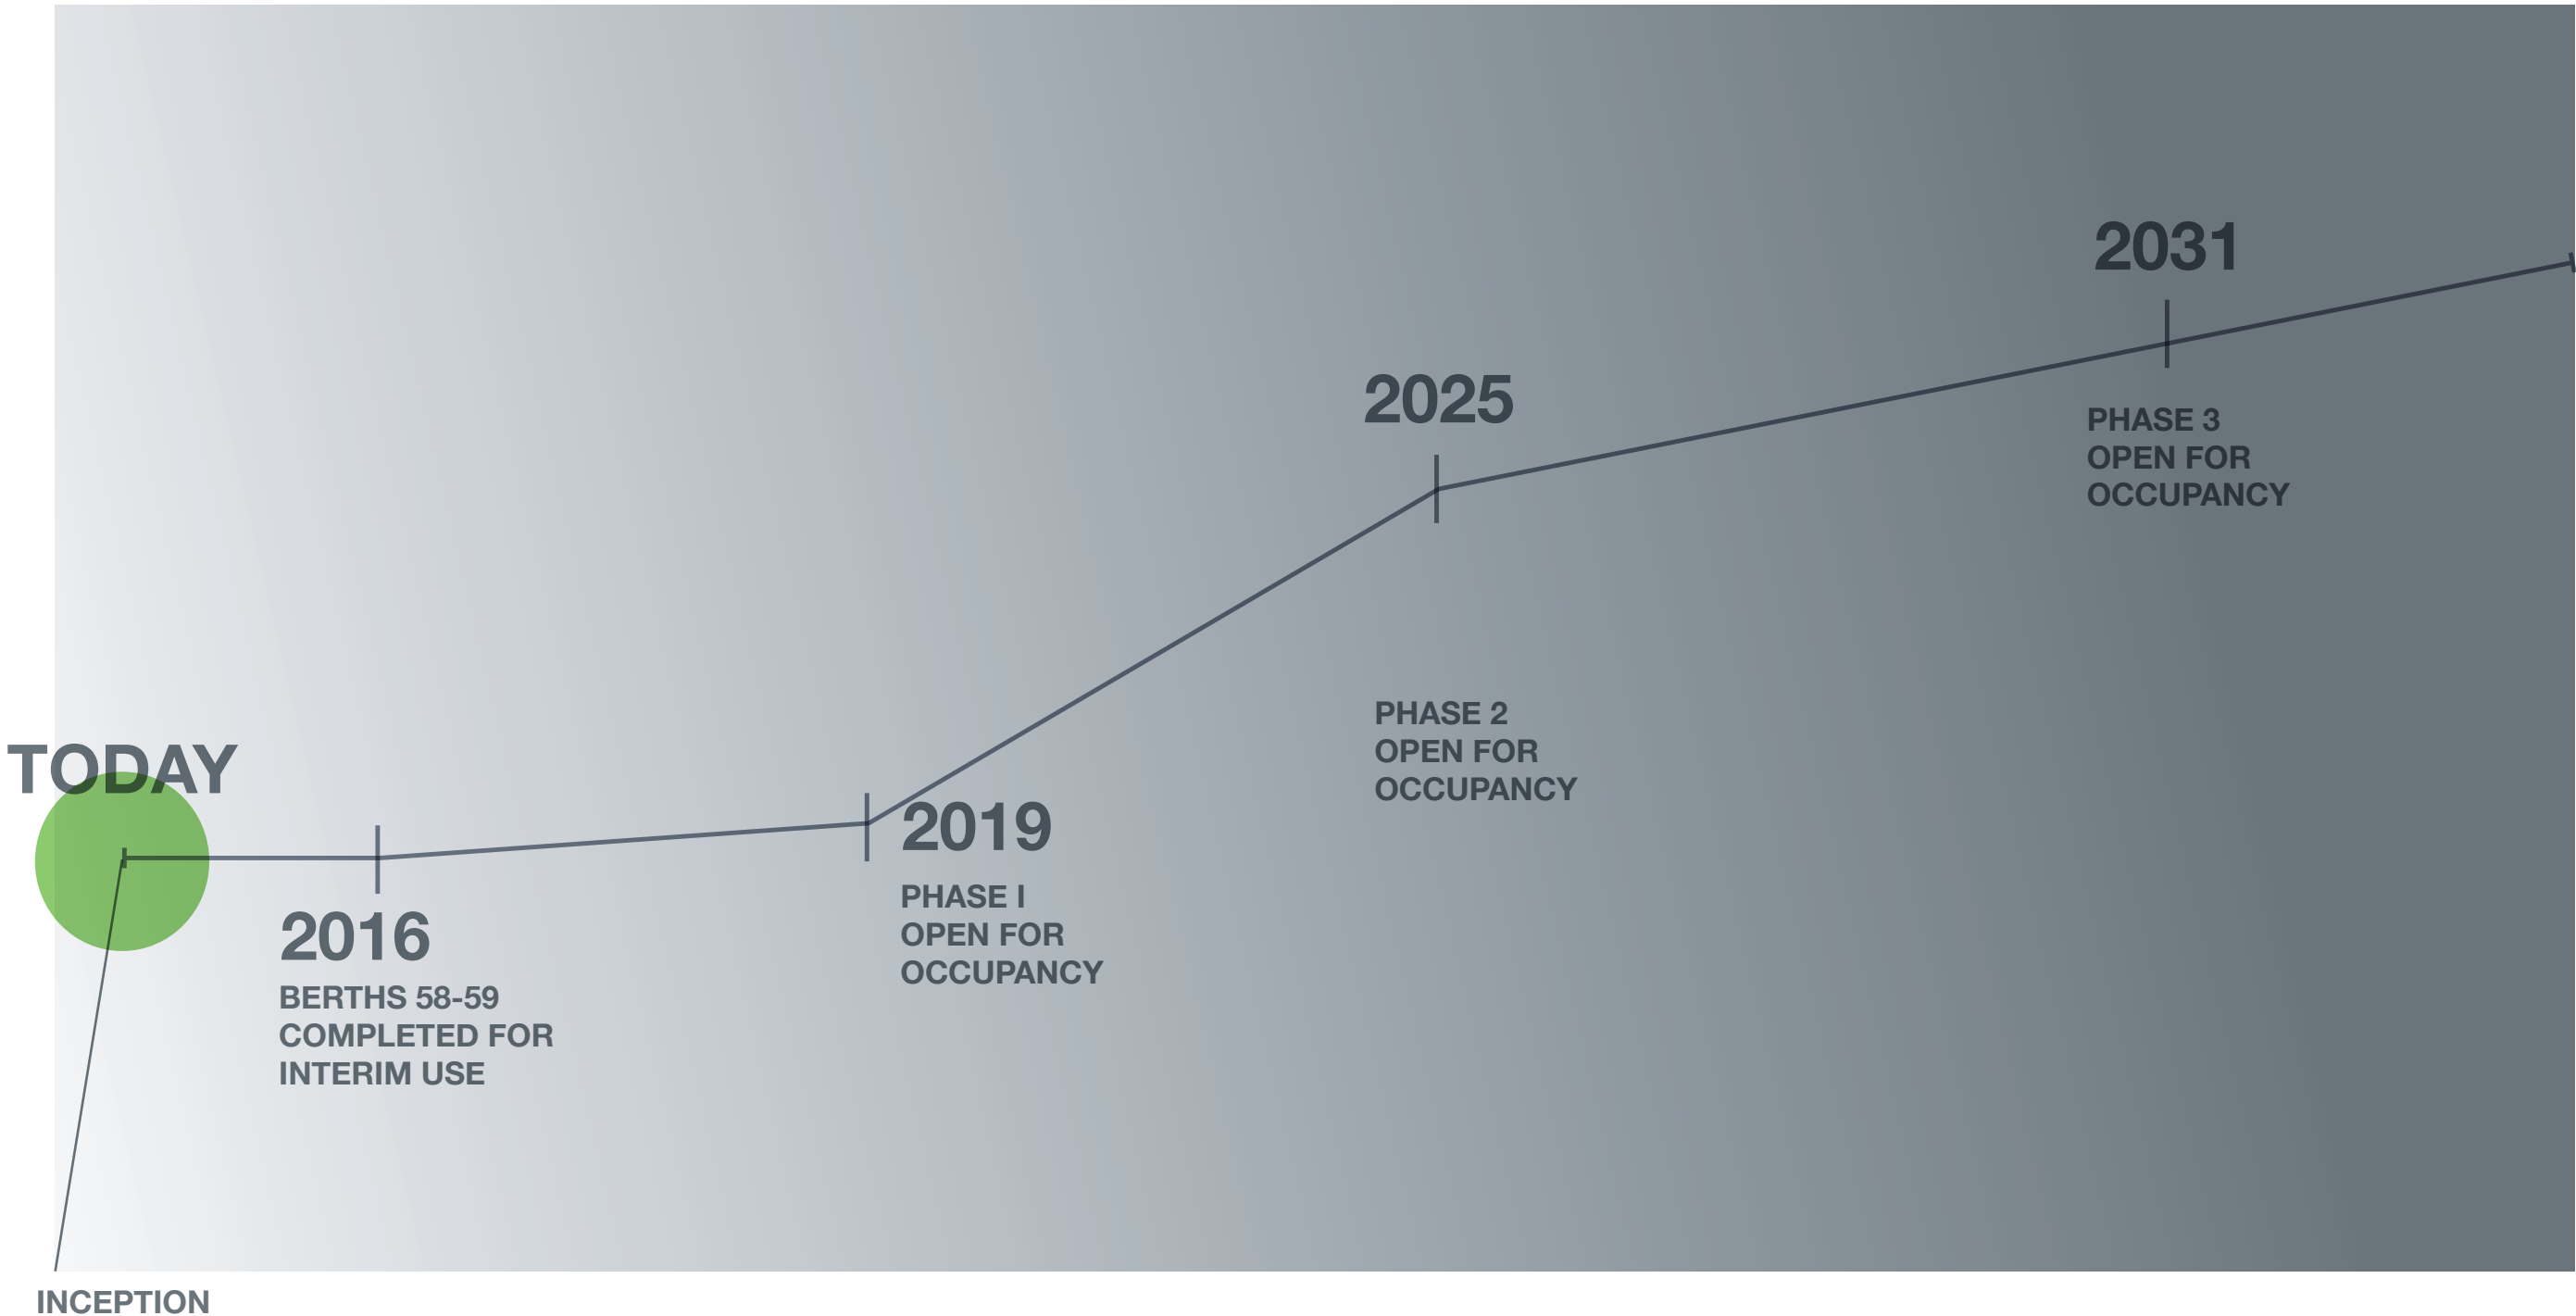 TODAY
2016
BERTHS 58-59
COMPLETED FOR
INTERIM USE
2019
PHASE I
OPEN FOR
OCCUPANCY
2025
PHASE 2
OPEN FOR
OCCUPANCY
2031
PHASE 3
OPEN FOR
OCCUPANCY
INCEPTION